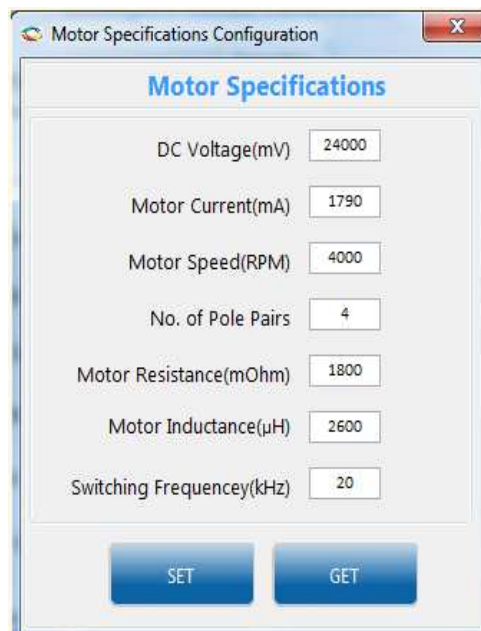 Motor Specifications Configuration
Motor Specifications
DC Voltage(mV) 24000
Motor Current(mA) 1790
Motor Speed(RPM) 4000
No. of Pole Pairs 4
Motor Resistance(mOhm) 1800
Motor Inductance(µH) 2600
Switching Frequencey(kHz) 20
SET GET